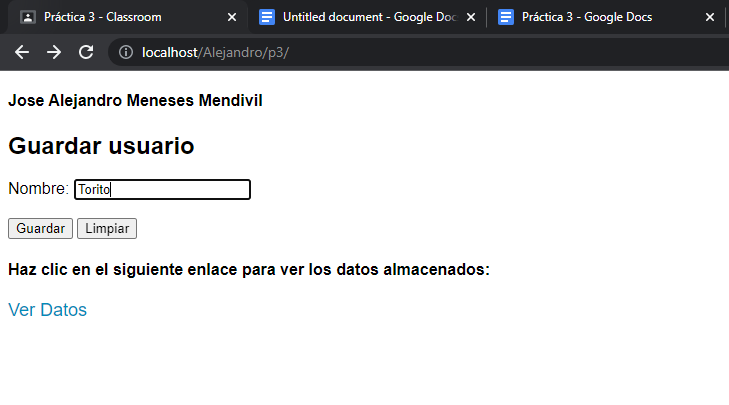 Práctica 3 - Classroom
Untitled document - Google Doc
Práctica 3 - Google Docs
localhost/Alejandro/p3/
Jose Alejandro Meneses Mendivil
Guardar usuario
Nombre: Torito
Guardar Limpiar
Haz clic en el siguiente enlace para ver los datos almacenados:
Ver Datos